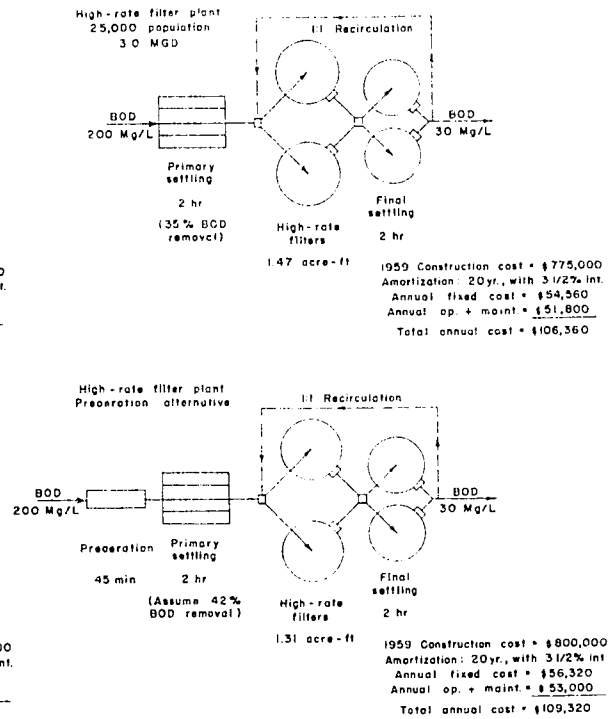 High-rate filter plant
25,000 population
3.0 MGD
1:1 Recirculation
BOD
200 Mg/L
BOD
30 Mg/L
Primary
settling
2 hr
(35% BOD
removal)
High-rate
filters
1.47 acre-ft
Final
settling
2 hr
1959 Construction cost = $775,000
Amortization: 20yr., with 3 1/2% int.
Annual fixed cost = $54,560
Annual op. + maint. = $51,800
Total annual cost = $106,360
0
t.
High-rate filter plant
Preaeration alternative
1:1 Recirculation
BOD
200 Mg/L
BOD
30 Mg/L
Preaeration
45 min
Primary
settling
2 hr
(Assume 42%
BOD removal)
High-rate
filters
1.31 acre-ft
Final
settling
2 hr
00
nt.
1959 Construction cost = $800,000
Amortization: 20yr., with 3 1/2% int
Annual fixed cost = $56,320
Annual op. + maint. = $53,000
Total annual cost = $109,320